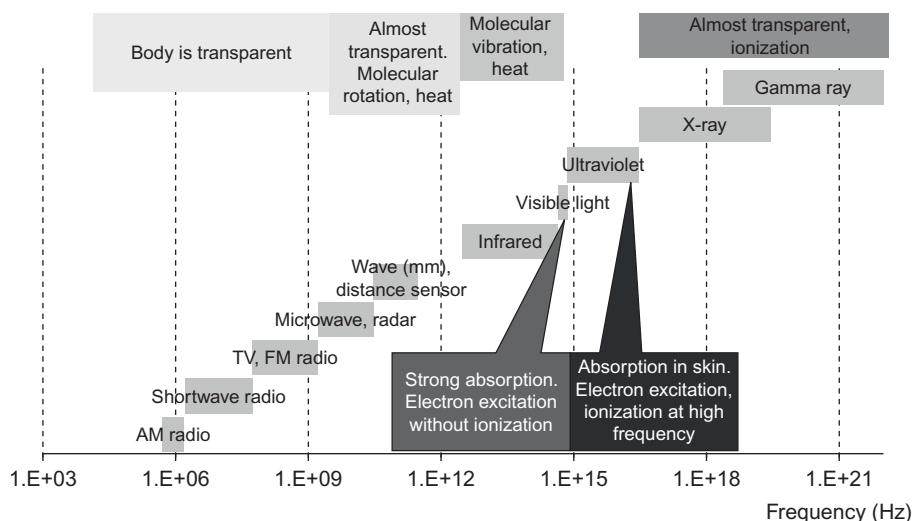 Body is transparent
Almost
transparent.
Molecular
rotation, heat
Molecular
vibration,
heat
Almost transparent,
ionization
Gamma ray
X-ray
Ultraviolet
Visible light
Infrared
Wave (mm),
distance sensor
Microwave, radar
TV, FM radio
Shortwave radio
AM radio
Strong absorption.
Electron excitation
without ionization
Absorption in skin.
Electron excitation,
ionization at high
frequency
1.E+03 1.E+06 1.E+09 1.E+12 1.E+15 1.E+18 1.E+21
Frequency (Hz)